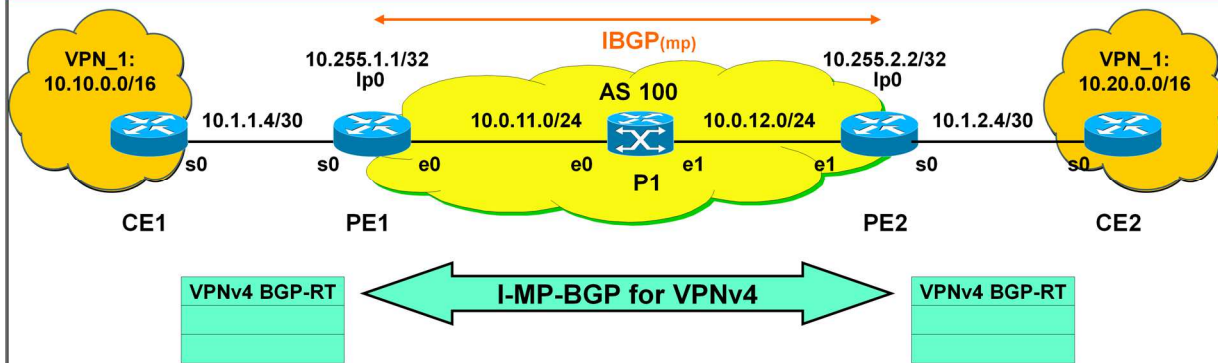 IBGP(mp)
VPN_1:
10.10.0.0/16
10.255.1.1/32
lp0
10.255.2.2/32
lp0
VPN_1:
10.20.0.0/16
AS 100
10.1.1.4/30
10.0.11.0/24
10.0.12.0/24
10.1.2.4/30
s0
s0
e0
e0
P1
e1
e1
s0
s0
CE1
PE1
PE2
CE2
VPNv4 BGP-RT
I-MP-BGP for VPNv4
VPNv4 BGP-RT